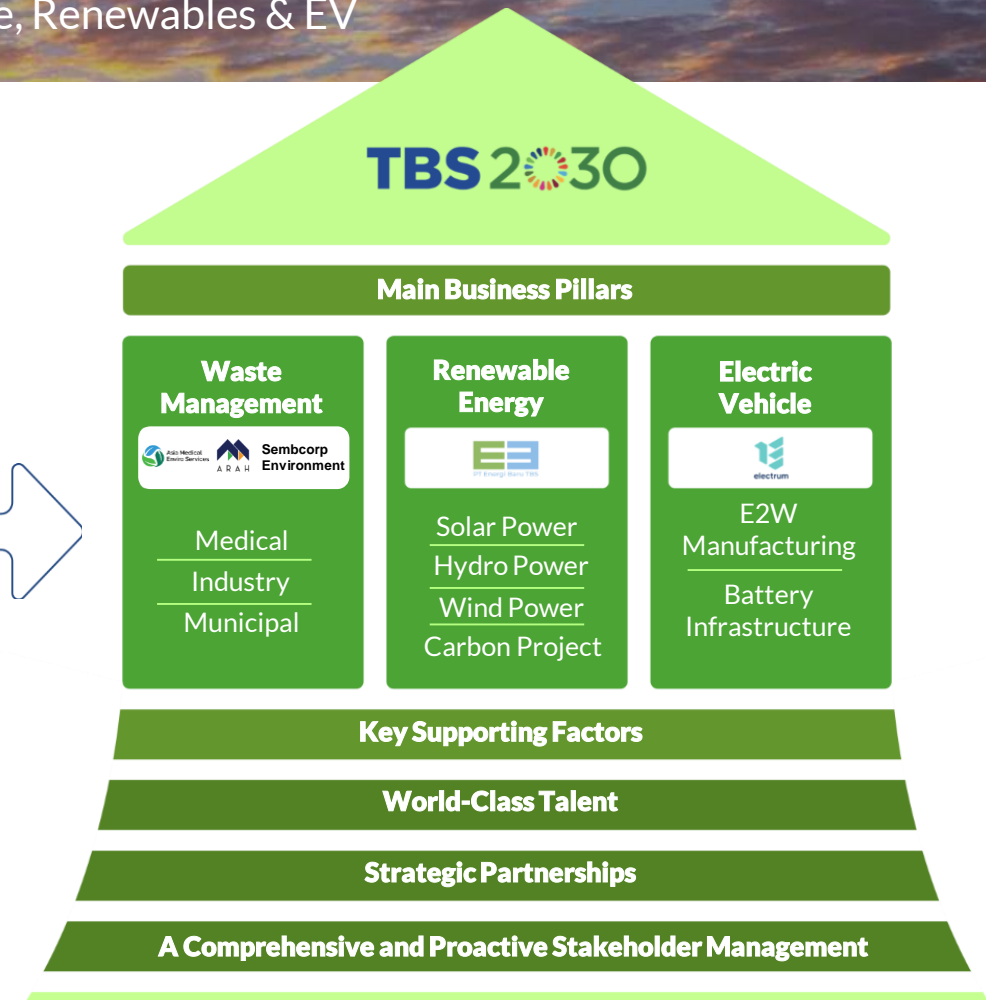 e, Renewables & EV
TBS 2030
Main Business Pillars
Waste
Management
Asia Medical
Enviro Services
ARAH
Sembcorp
Environment
Medical
Industry
Municipal
Renewable
Energy
PT Energi Baru TBS
Solar Power
Hydro Power
Wind Power
Carbon Project
Electric
Vehicle
electrum
E2W
Manufacturing
Battery
Infrastructure
Key Supporting Factors
World-Class Talent
Strategic Partnerships
A Comprehensive and Proactive Stakeholder Management